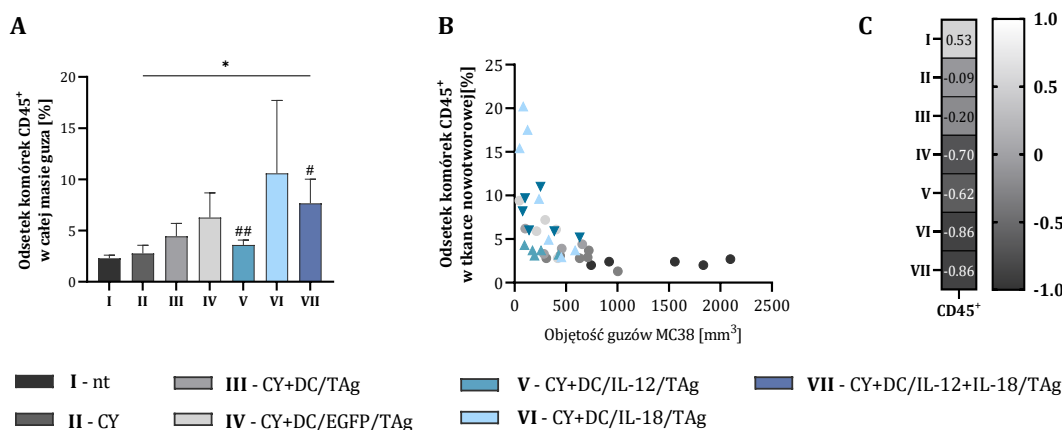 A
Odsetek komórek CD45⁺
w całej masie guza [%]
20
15
10
5
0
*
##
#
I II III IV V VI VII
B
Odsetek komórek CD45⁺
w tkance nowotworowej[%]
25
20
15
10
5
0
0 500 1000 1500 2000 2500
Objętość guzów MC38 [mm³]
C
I 0.53
II -0.09
III -0.20
IV -0.70
V -0.62
VI -0.86
VII -0.86
CD45⁺
1.0
0.5
0
-0.5
-1.0
I - nt
II - CY
III - CY+DC/TAg
IV - CY+DC/EGFP/TAg
V - CY+DC/IL-12/TAg
VI - CY+DC/IL-18/TAg
VII - CY+DC/IL-12+IL-18/TAg